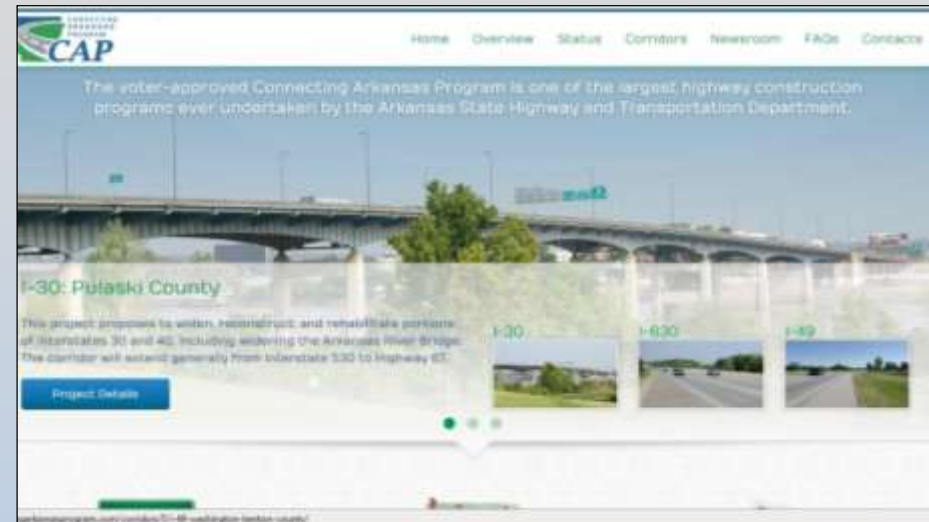 CONNECTING
ARKANSAS
PROGRAM
CAP
Home Overview Status Corridors Newsroom FAQs Contacts
The voter-approved Connecting Arkansas Program is one of the largest highway construction
programs ever undertaken by the Arkansas State Highway and Transportation Department.
I-30: Pulaski County
This project proposes to widen, reconstruct, and rehabilitate portions
of Interstates 30 and 40, including widening the Arkansas River Bridge.
The corridor will extend generally from Interstate 530 to Highway 67.
I-30 I-630 I-49
Project Details